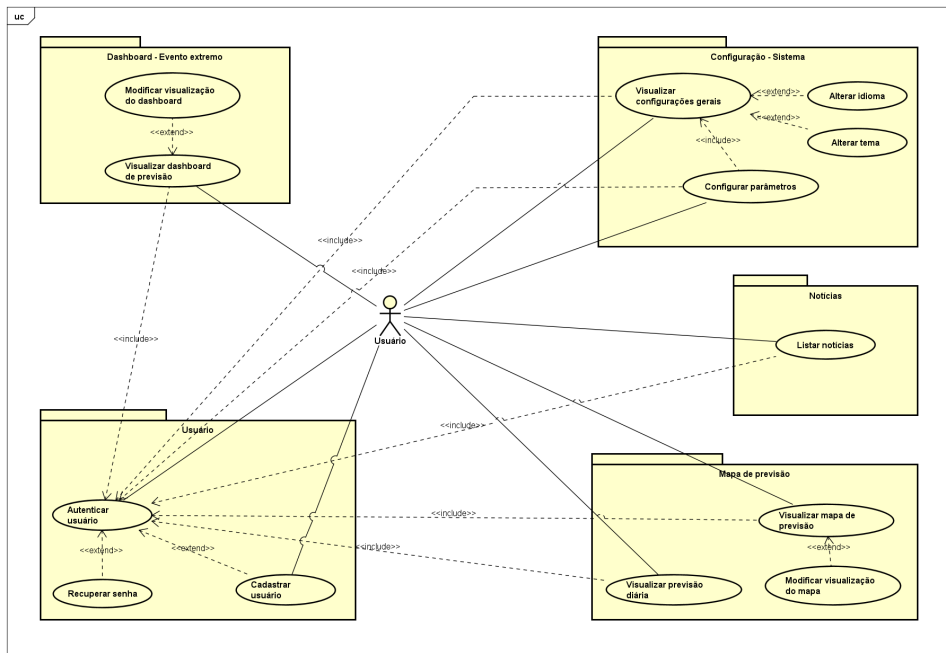 uc
Dashboard - Evento extremo
Modificar visualização
do dashboard
<<extend>>
Visualizar dashboard
de previsão
Configuração - Sistema
Visualizar
configurações gerais
<<extend>>
Alterar idioma
<<extend>>
Alterar tema
<<include>>
Configurar parâmetros
<<include>>
<<include>>
<<include>>
Usuário
Noticias
Listar noticias
<<include>>
Usuário
Autenticar
usuário
<<extend>>
<<extend>>
Recuperar senha
Cadastrar
usuário
<<include>>
<<include>>
Mapa de previsão
Visualizar mapa de
previsão
<<extend>>
Visualizar previsão
diária
Modificar visualização
do mapa